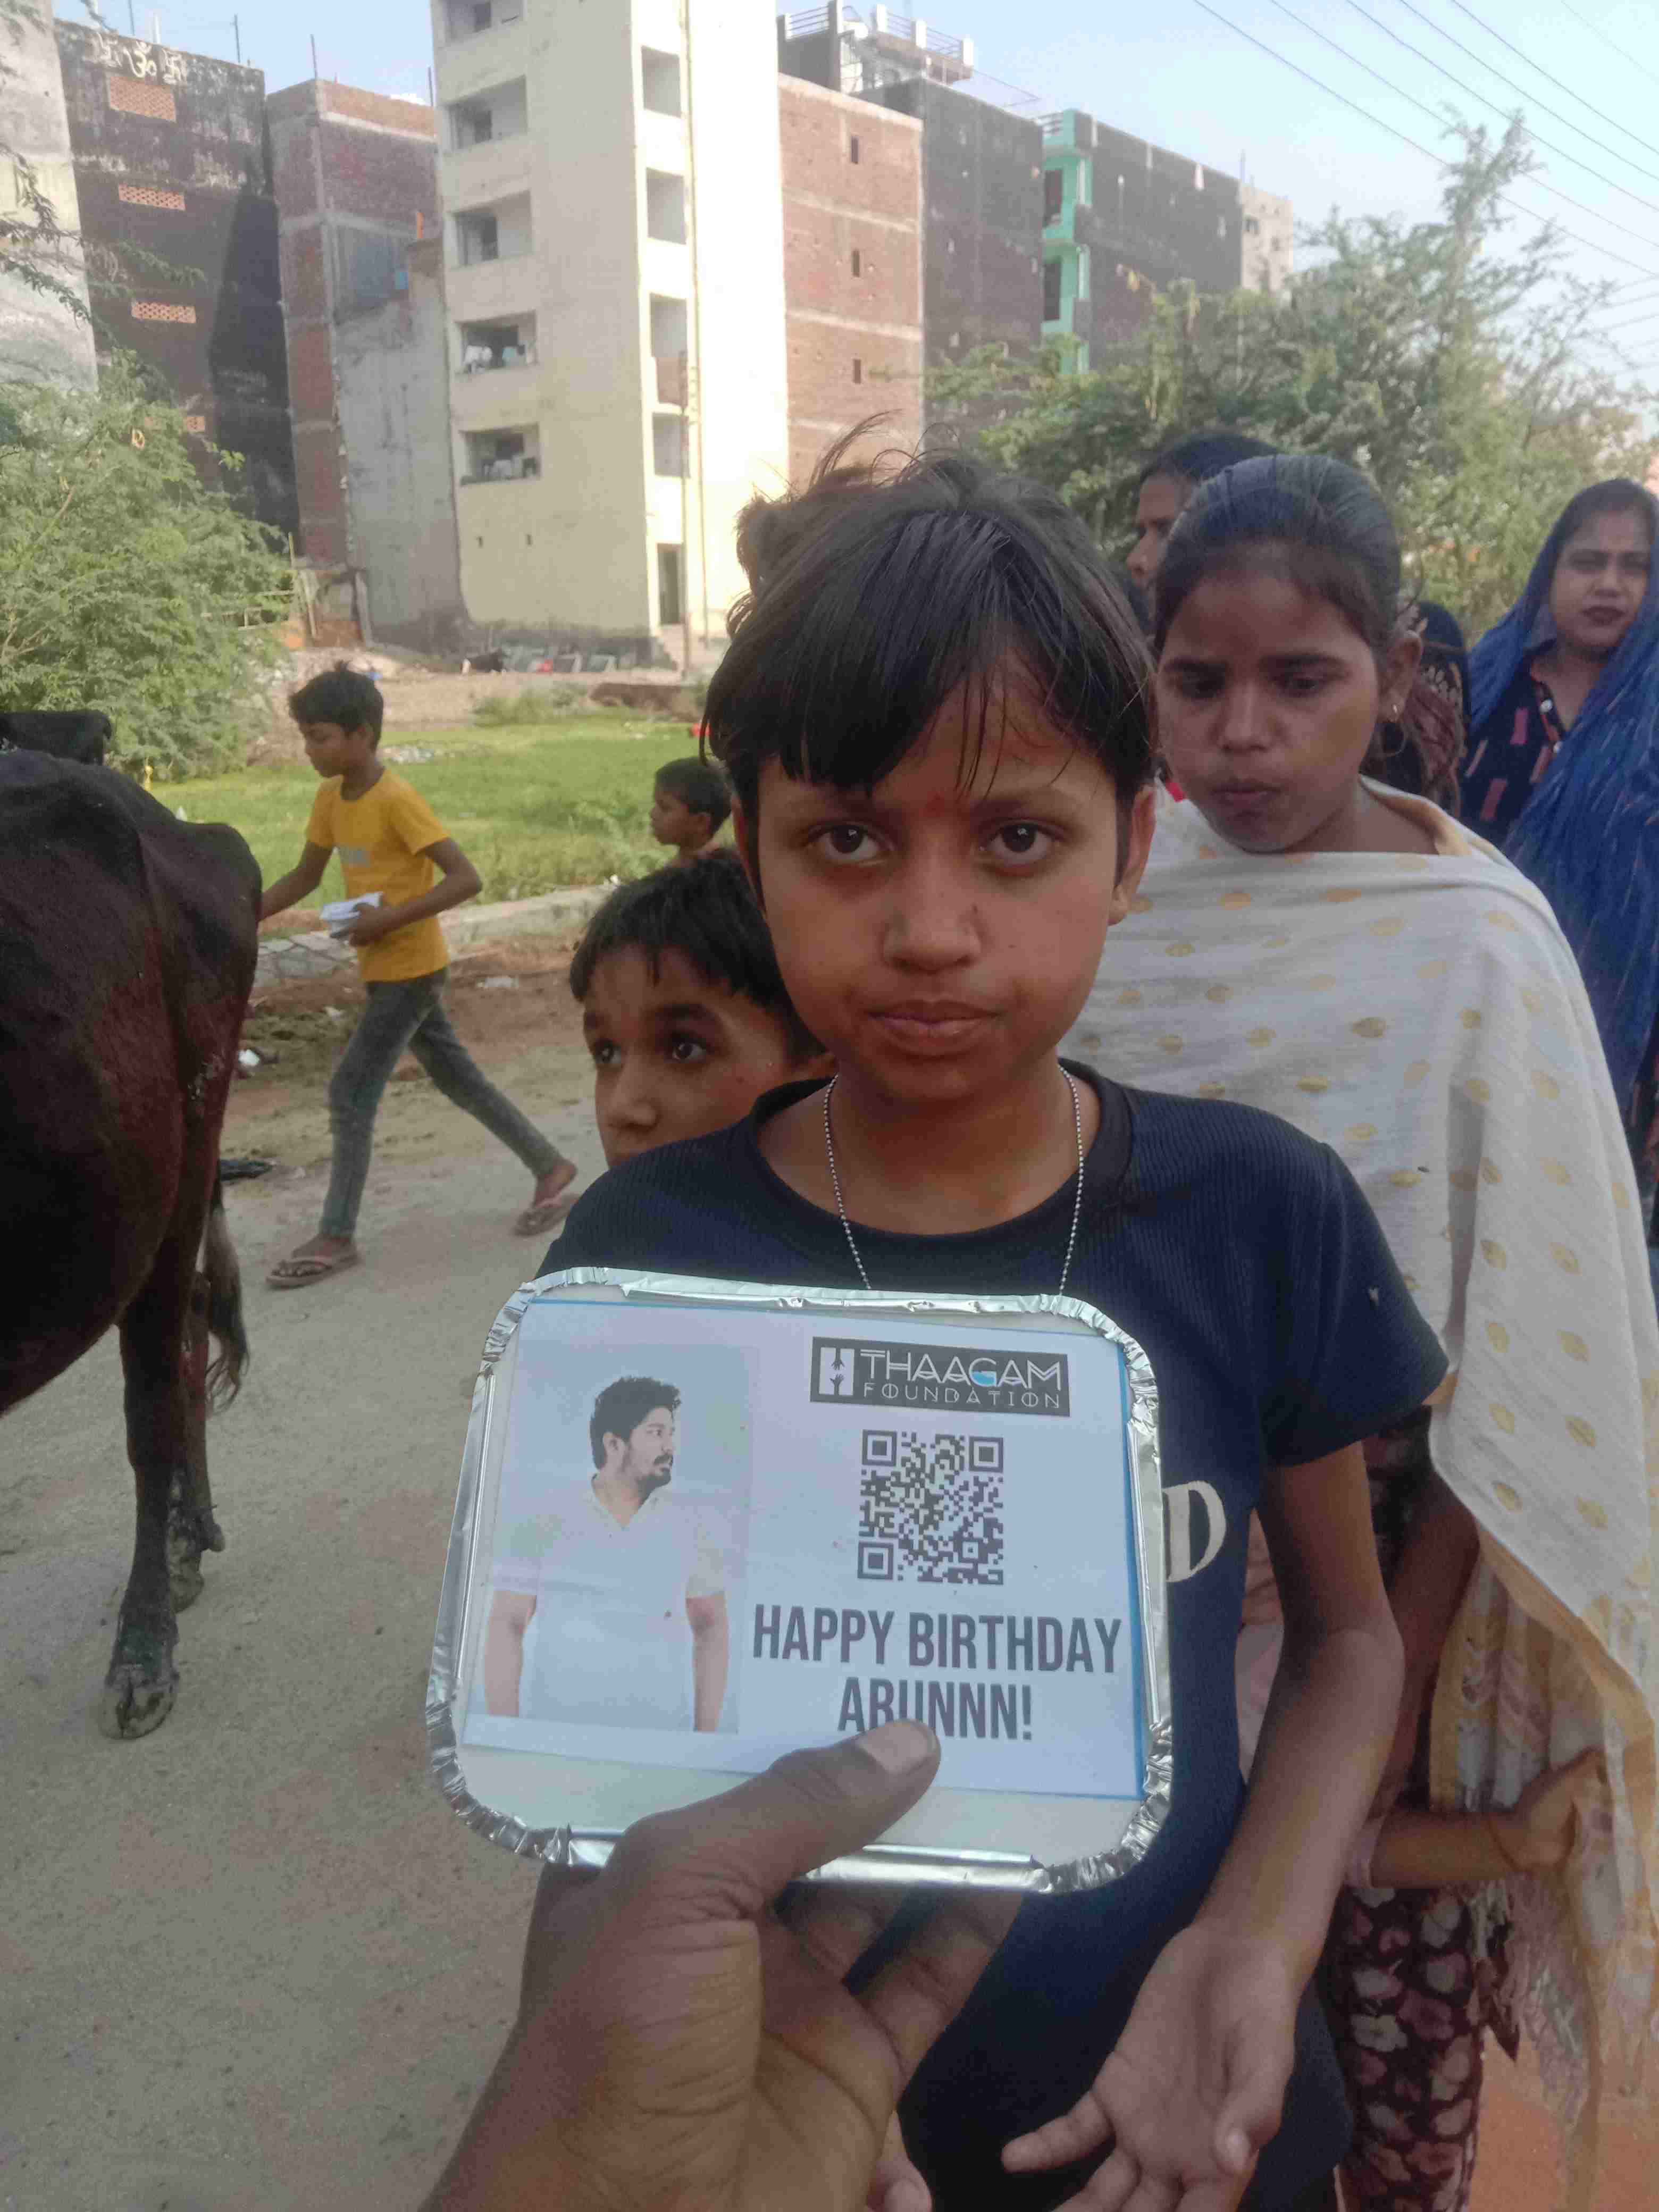 ॐ
THAAGAM
FOUNDATION
HAPPY BIRTHDAY
ARUNNN!
D